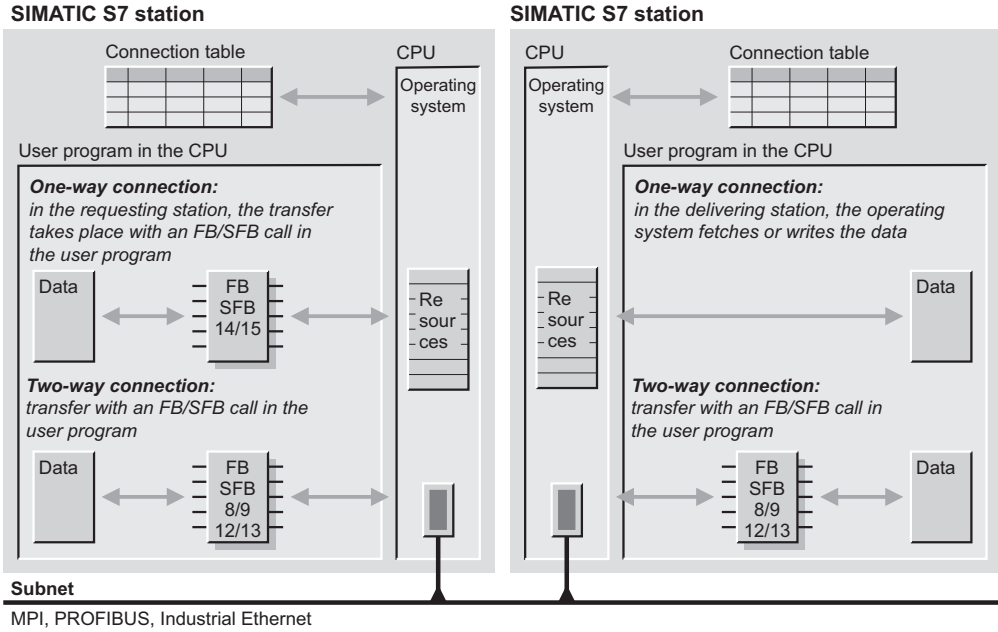 SIMATIC S7 station
Connection table
CPU
Operating
system
User program in the CPU
One-way connection:
in the requesting station, the transfer
takes place with an FB/SFB call in
the user program
Data
FB
SFB
14/15
Re
sour
ces
Two-way connection:
transfer with an FB/SFB call in the
user program
Data
FB
SFB
8/9
12/13
SIMATIC S7 station
CPU
Connection table
Operating
system
User program in the CPU
One-way connection:
in the delivering station, the operating
system fetches or writes the data
Re
sour
ces
Data
Two-way connection:
transfer with an FB/SFB call in
the user program
FB
SFB
8/9
12/13
Data
Subnet
MPI, PROFIBUS, Industrial Ethernet